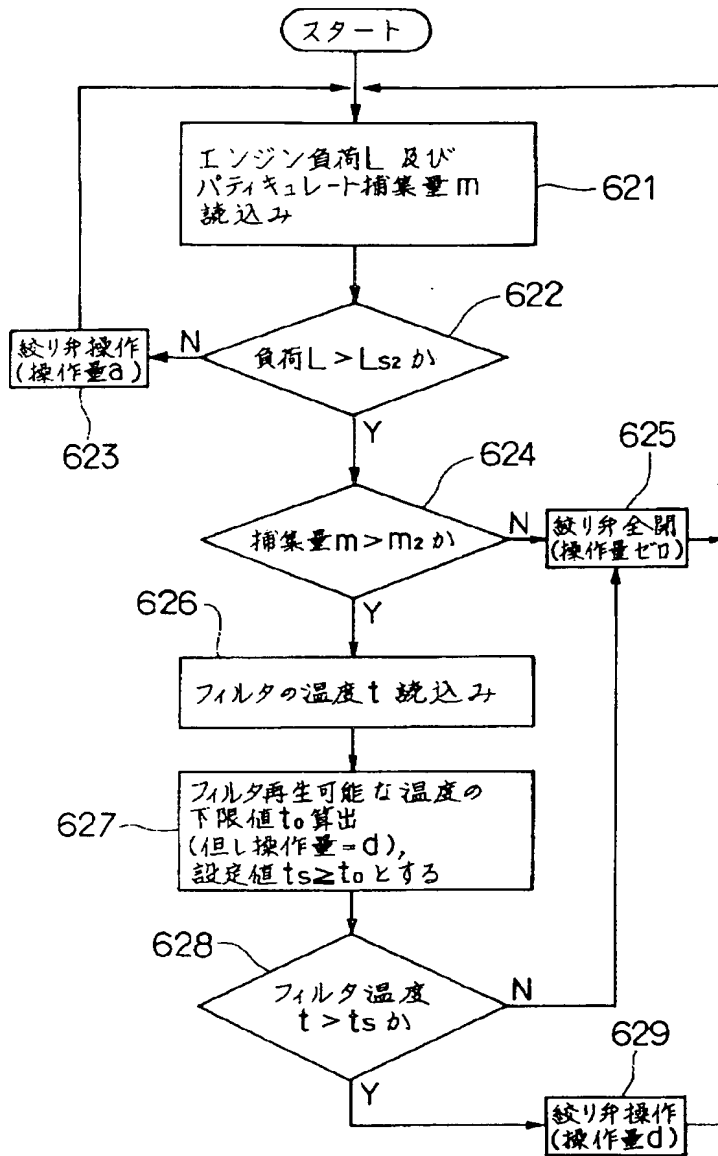 スタート
エンジン負荷L 及び
パティキュレート捕集量m
読込み
621
622
負荷L>LS2か
N
絞り弁操作
(操作量a)
623
Y
624
捕集量m>m2か
N
625
絞り弁全開
(操作量ゼロ)
Y
626
フィルタの温度t 読込み
フィルタ再生可能な温度の
下限値to算出
(但し操作量=d),
設定値ts≧toとする
627
628
フィルタ温度
t>tsか
N
Y
629
絞り弁操作
(操作量d)